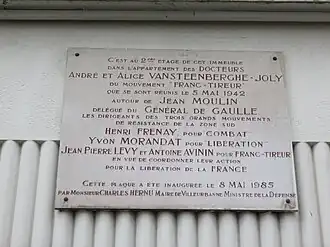 C'EST AU 2ème ETAGE DE CET IMMEUBLE
DANS L'APPARTEMENT DES DOCTEURS
ANDRÉ ET ALICE VANSTEENBERGHE-JOLY
DU MOUVEMENT "FRANC-TIREUR"
QUE SE SONT RÉUNIS LE 5 MAI 1942
AUTOUR DE JEAN MOULIN
DÉLÉGUÉ DU GÉNÉRAL DE GAULLE
LES DIRIGEANTS DES TROIS GRANDS MOUVEMENTS
DE RÉSISTANCE DE LA ZONE SUD
HENRI FRENAY, POUR COMBAT
YVON MORANDAT POUR LIBERATION
JEAN PIERRE LEVY ET ANTOINE AVININ POUR FRANC-TIREUR
EN VUE DE COORDONNER LEUR ACTION
POUR LA LIBÉRATION DE LA FRANCE
CETTE PLAQUE A ÉTÉ INAUGURÉE LE 8 MAI 1985
PAR MONSIEUR CHARLES HERNU MAIRE DE VILLEURBANNE MINISTRE DE LA DÉFENSE